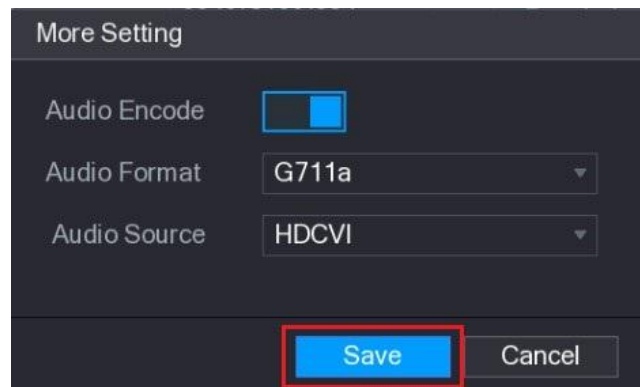 More Setting
Audio Encode
Audio Format G711a
Audio Source HDCVI
Save Cancel